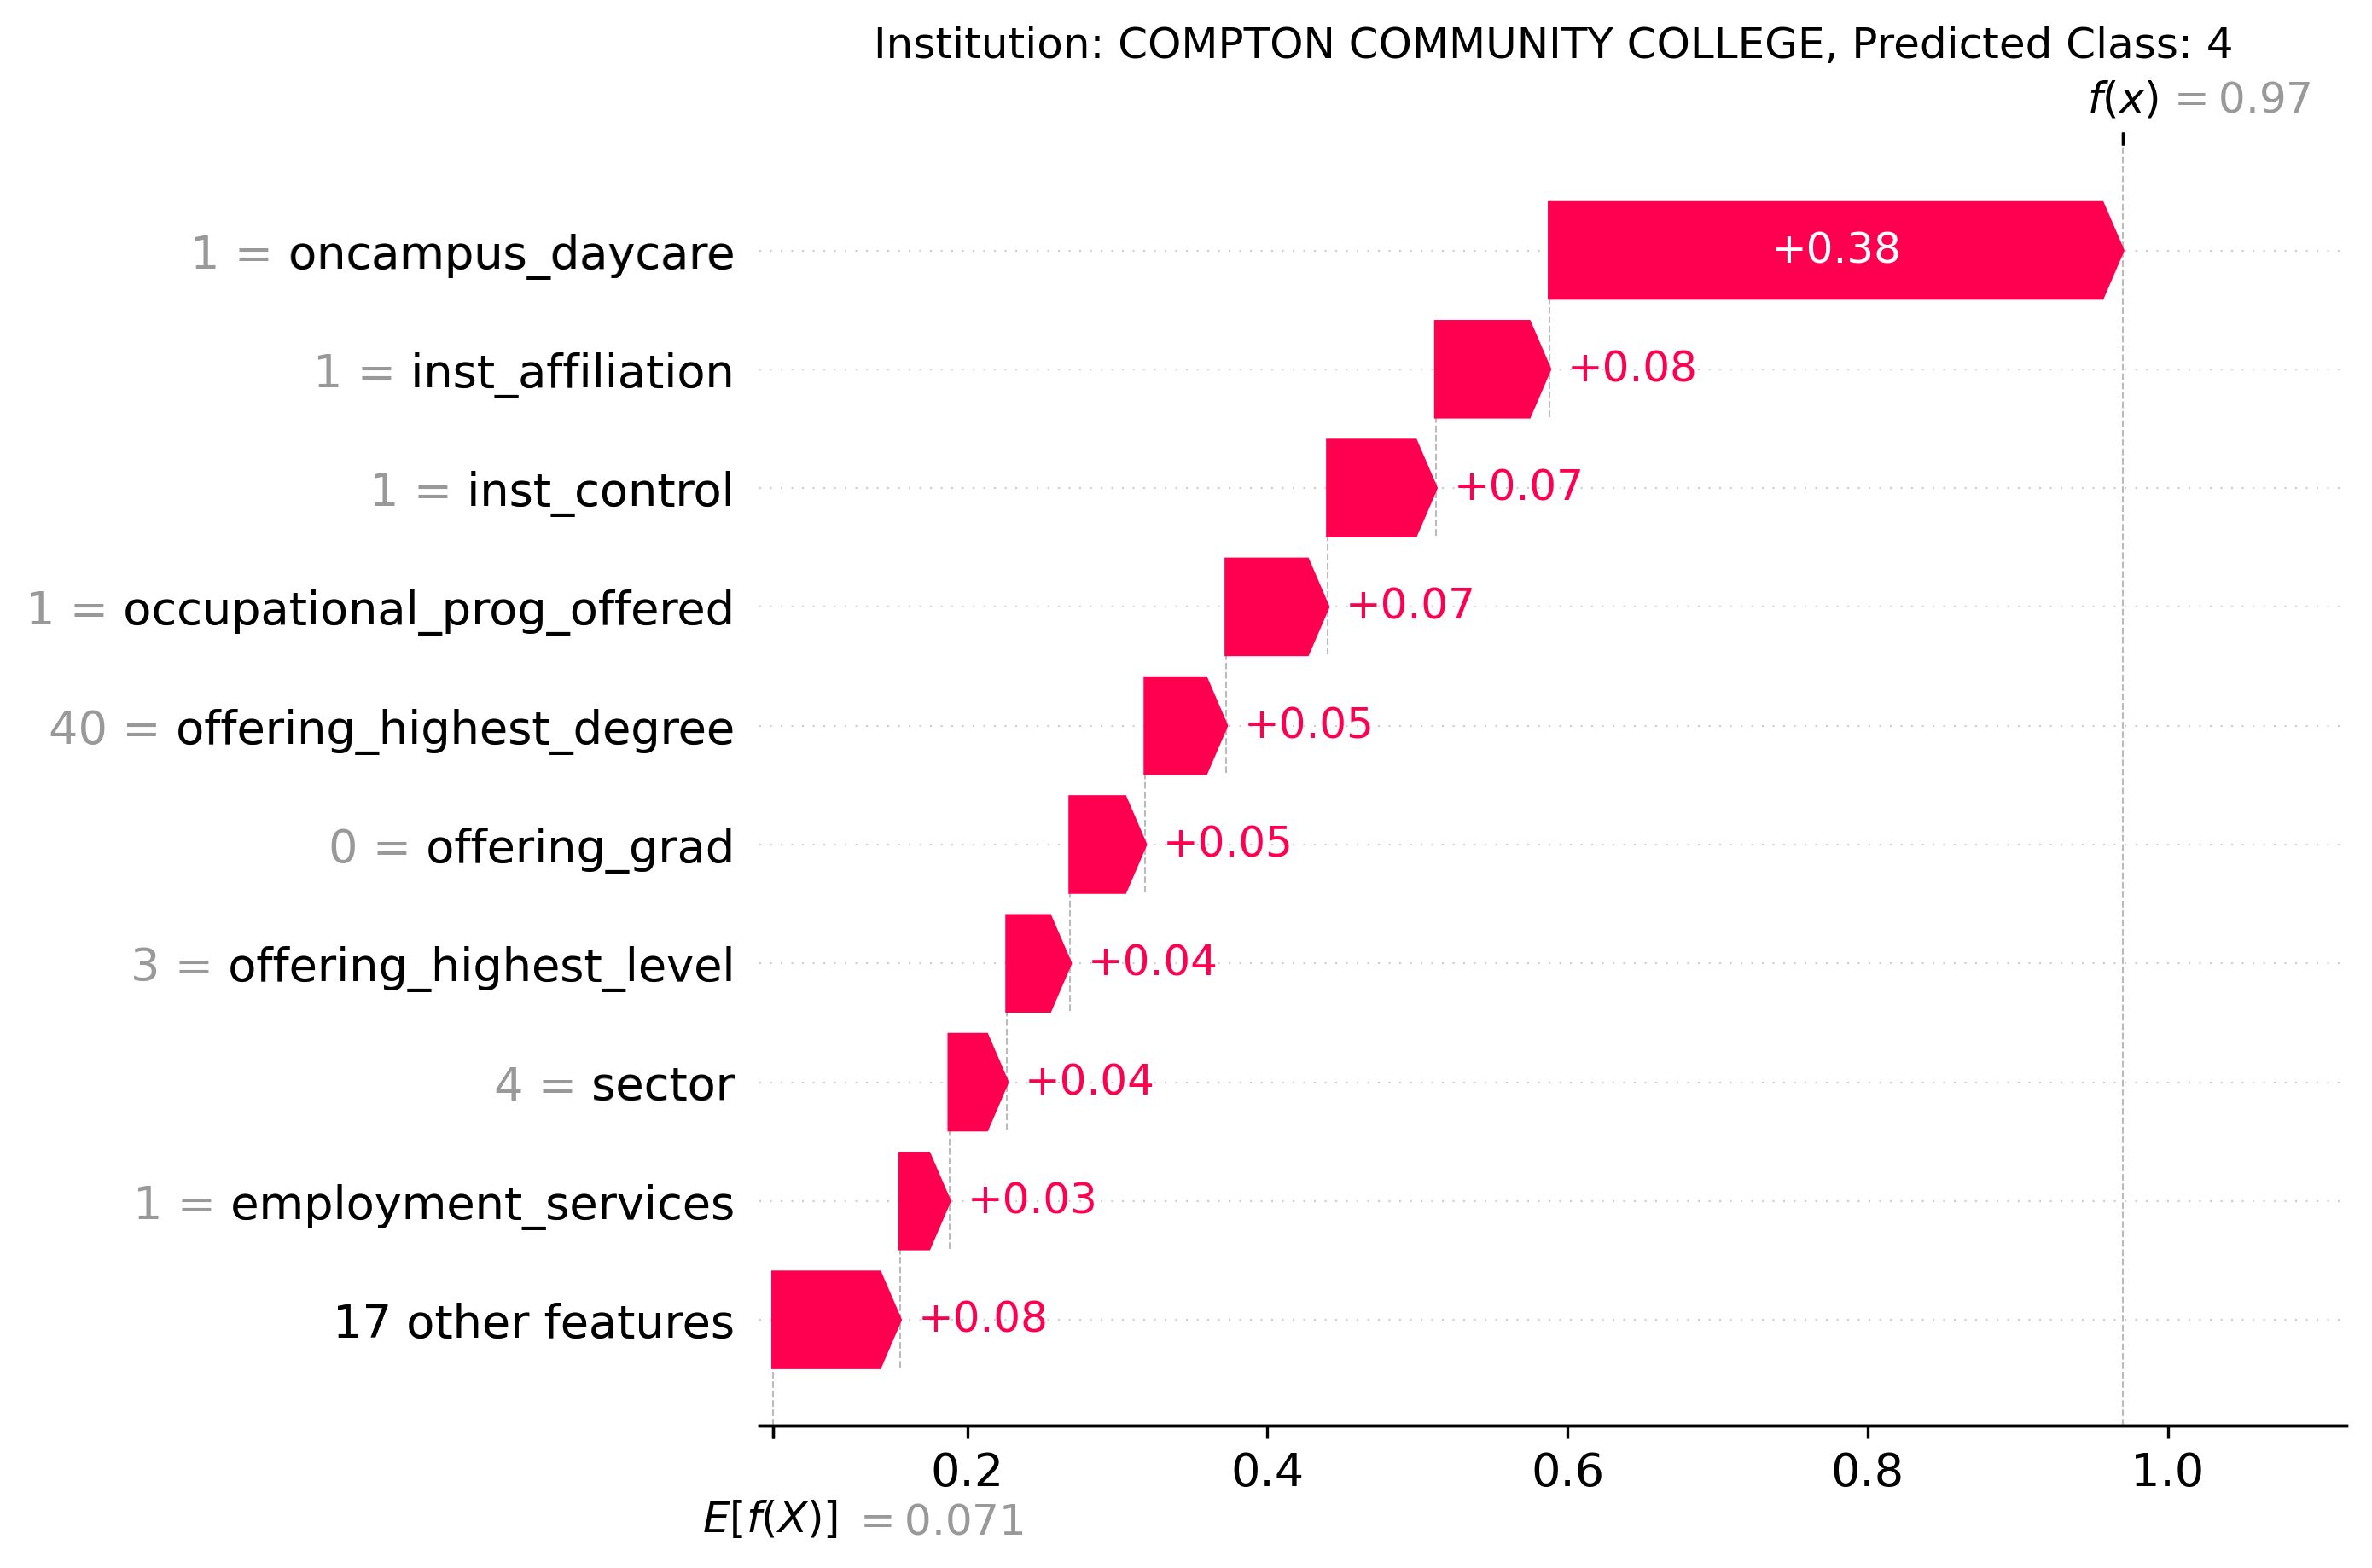 Institution: COMPTON COMMUNITY COLLEGE, Predicted Class: 4
f(x) = 0.97
1 = oncampus_daycare +0.38
1 = inst_affiliation +0.08
1 = inst_control +0.07
1 = occupational_prog_offered +0.07
40 = offering_highest_degree +0.05
0 = offering_grad +0.05
3 = offering_highest_level +0.04
4 = sector +0.04
1 = employment_services +0.03
17 other features +0.08
0.2 0.4 0.6 0.8 1.0
E[f(X)] = 0.071